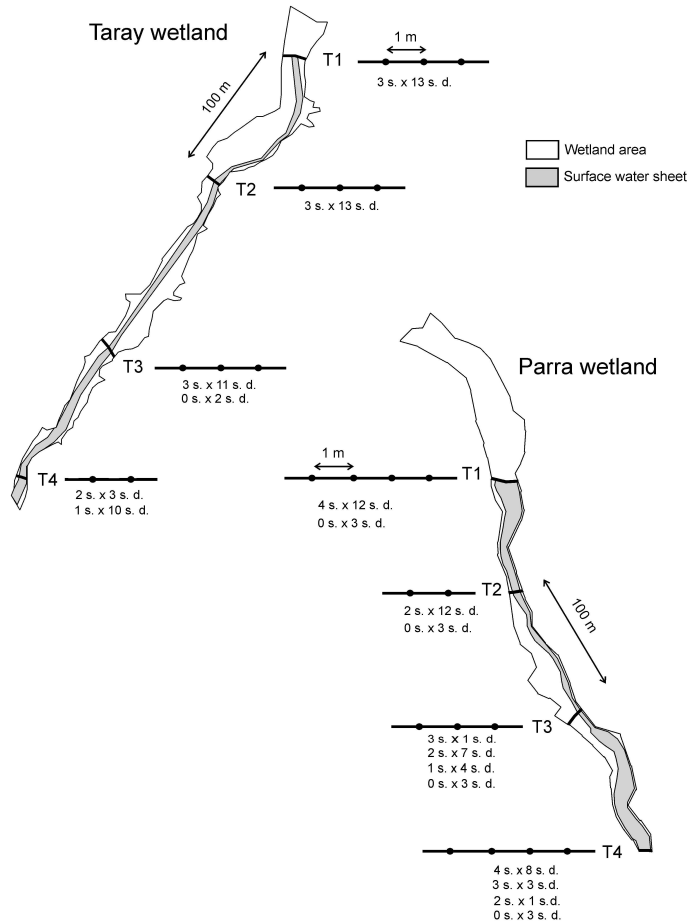 Taray wetland
T1
1 m
3 s. x 13 s. d.
100 m
Wetland area
Surface water sheet
T2
3 s. x 13 s. d.
T3
3 s. x 11 s. d.
0 s. x 2 s. d.
T4
2 s. x 3 s. d.
1 s. x 10 s. d.
Parra wetland
1 m
T1
4 s. x 12 s. d.
0 s. x 3 s. d.
T2
2 s. x 12 s. d.
0 s. x 3 s. d.
100 m
T3
3 s. x 1 s. d.
2 s. x 7 s. d.
1 s. x 4 s. d.
0 s. x 3 s. d.
T4
4 s. x 8 s. d.
3 s. x 3 s. d.
2 s. x 1 s.d.
0 s. x 3 s. d.